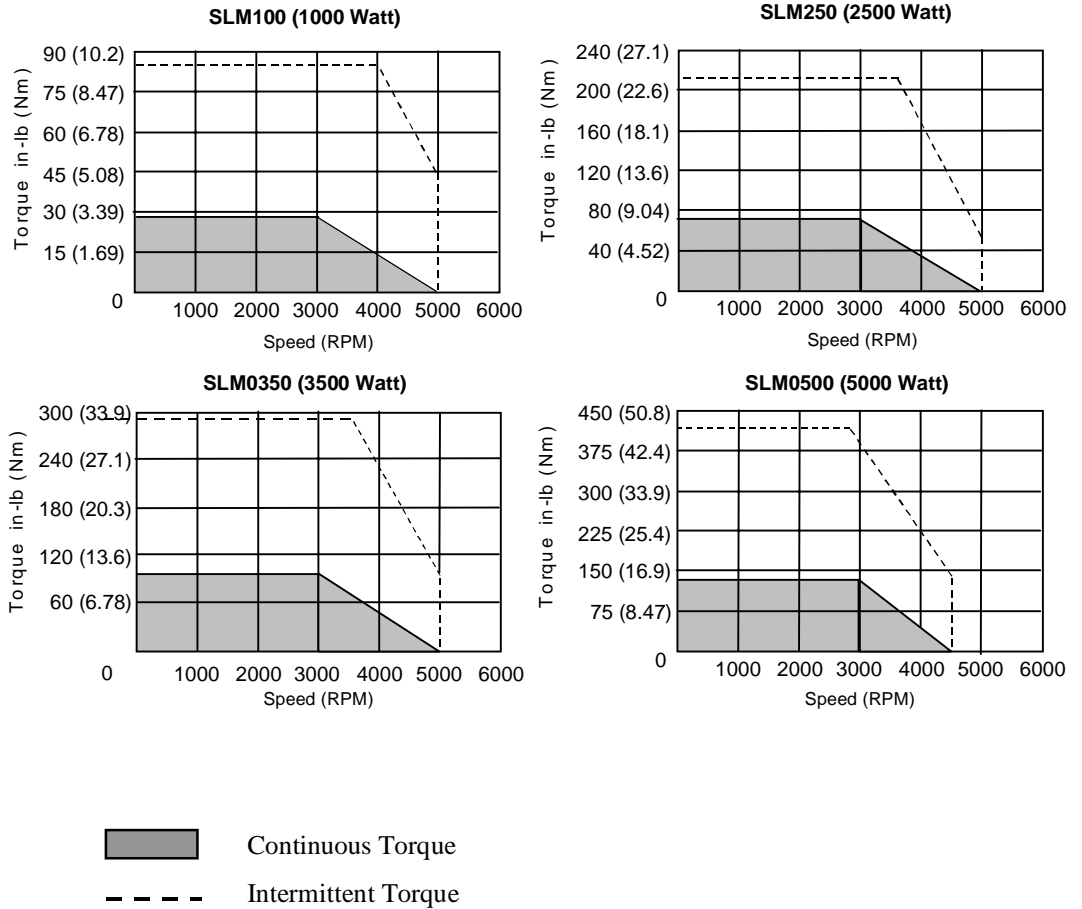 SLM100 (1000 Watt)
Torque in-lb (Nm)
90 (10.2)
75 (8.47)
60 (6.78)
45 (5.08)
30 (3.39)
15 (1.69)
0
1000 2000 3000 4000 5000 6000
Speed (RPM)
SLM250 (2500 Watt)
Torque in-lb (Nm)
240 (27.1)
200 (22.6)
160 (18.1)
120 (13.6)
80 (9.04)
40 (4.52)
0
1000 2000 3000 4000 5000 6000
Speed (RPM)
SLM0350 (3500 Watt)
Torque in-lb (Nm)
300 (33.9)
240 (27.1)
180 (20.3)
120 (13.6)
60 (6.78)
0
1000 2000 3000 4000 5000 6000
Speed (RPM)
SLM0500 (5000 Watt)
Torque in-lb (Nm)
450 (50.8)
375 (42.4)
300 (33.9)
225 (25.4)
150 (16.9)
75 (8.47)
0
1000 2000 3000 4000 5000 6000
Speed (RPM)
Continuous Torque
Intermittent Torque